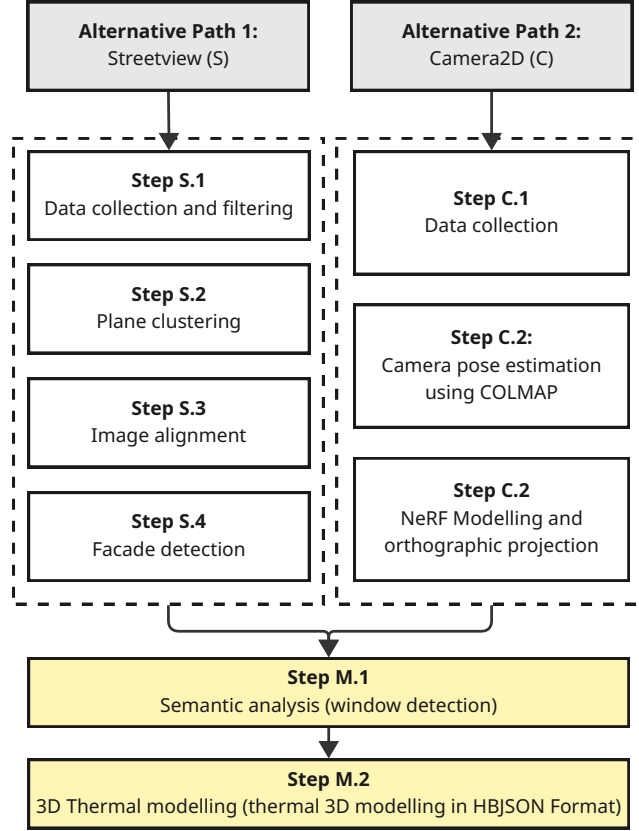 Alternative Path 1:
Streetview (S)
Alternative Path 2:
Camera2D (C)
Step S.1
Data collection and filtering
Step S.2
Plane clustering
Step S.3
Image alignment
Step S.4
Facade detection
Step C.1
Data collection
Step C.2:
Camera pose estimation
using COLMAP
Step C.2
NeRF Modelling and
orthographic projection
Step M.1
Semantic analysis (window detection)
Step M.2
3D Thermal modelling (thermal 3D modelling in HBJSON Format)